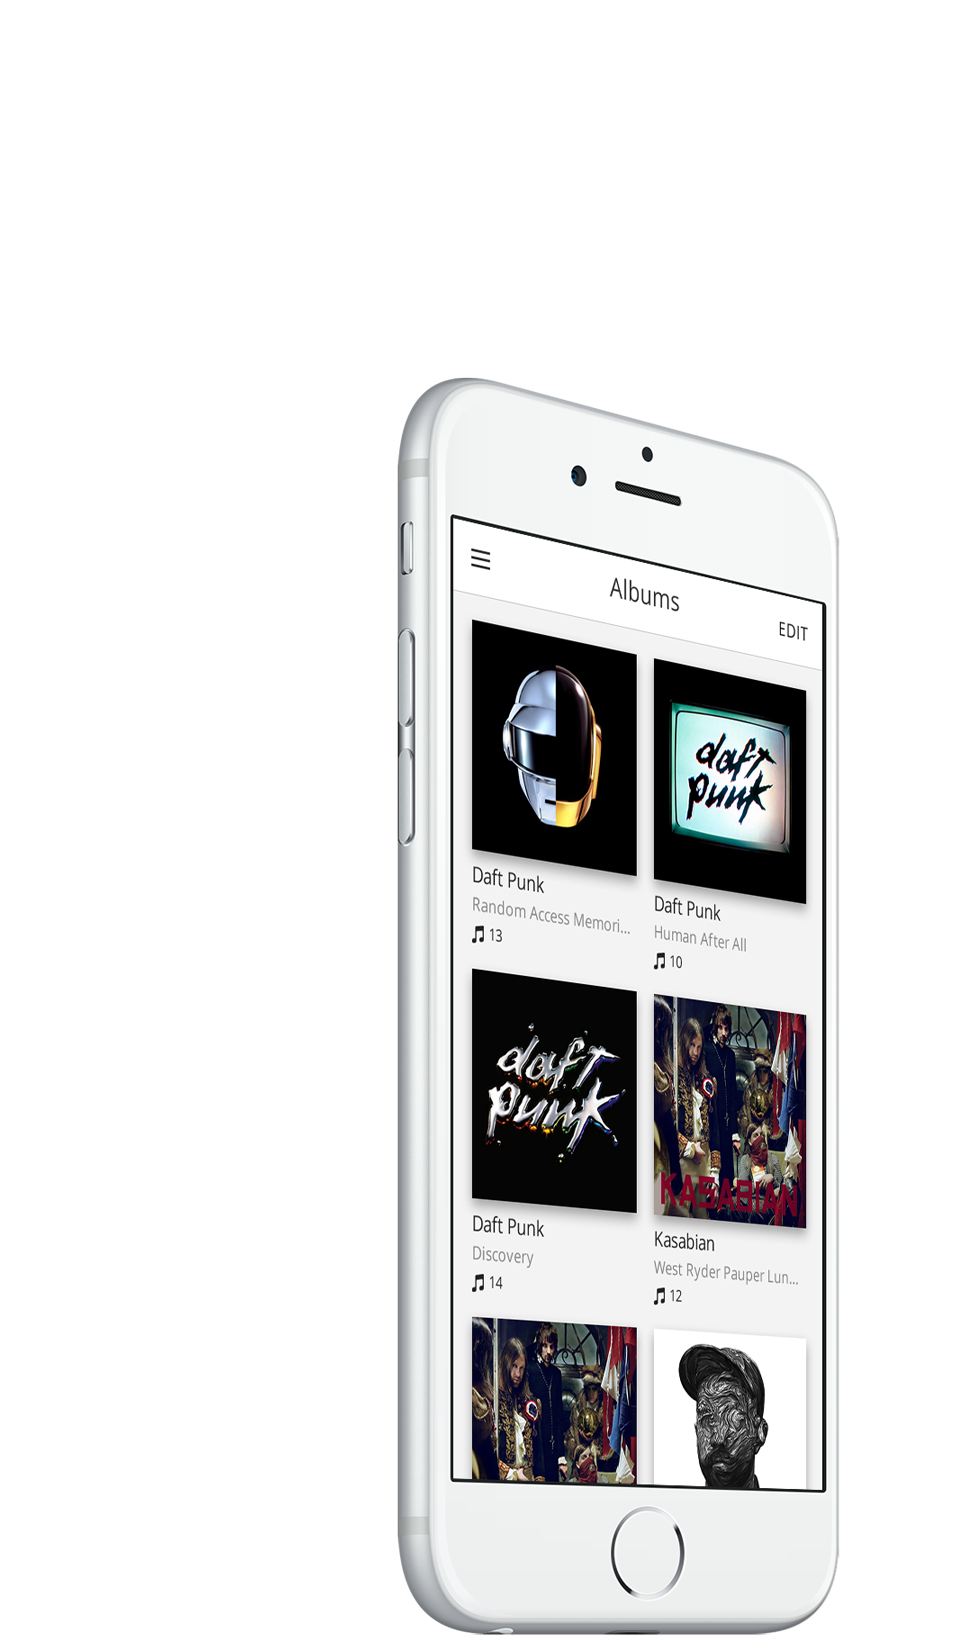 Albums
EDIT
daft
punk
Daft Punk
Random Access Memori...
13
Daft Punk
Human After All
10
daft
punk
KASABIAN
Daft Punk
Discovery
14
Kasabian
West Ryder Pauper Lun...
12